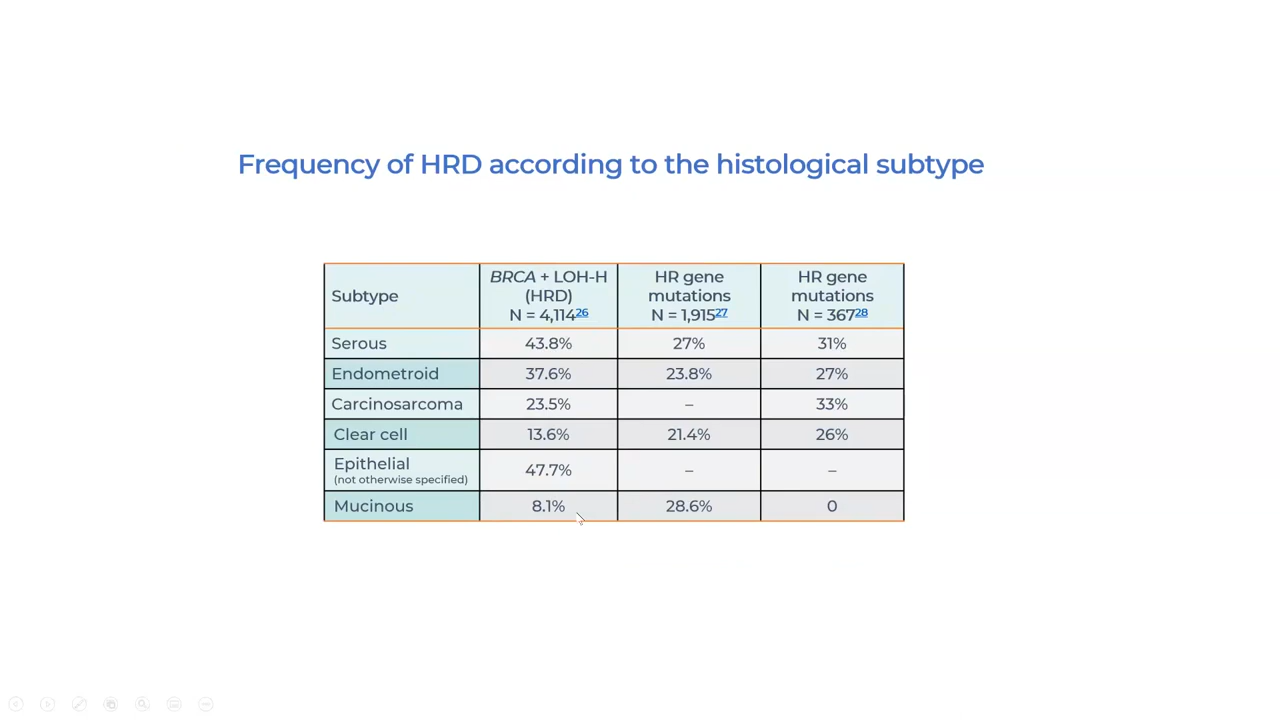 Frequency of HRD according to the histological subtype
Subtype
BRCA + LOH-H
(HRD)
N = 4,11426
HR gene
mutations
N = 1,91527
HR gene
mutations
N = 36728
Serous 43.8% 27% 31%
Endometroid 37.6% 23.8% 27%
Carcinosarcoma 23.5% – 33%
Clear cell 13.6% 21.4% 26%
Epithelial
(not otherwise specified)
47.7% – –
Mucinous 8.1% 28.6% 0